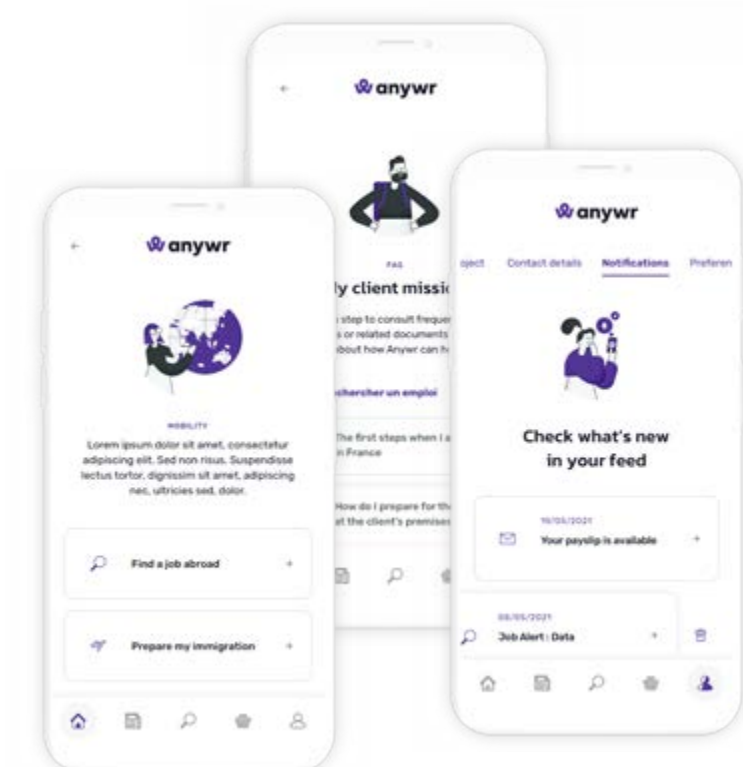 anywr
MOBILITY
Lorem ipsum dolor sit amet, consectetur
adipiscing elit. Sed non risus. Suspendisse
lectus tortor, dignissim sit amet, adipiscing
nec, ultricies sed, dolor.
Find a job abroad
Prepare my immigration
anywr
FAQ
ly client missio
step to consult freque
s or related documents
about how Anywr can h
chercher un emploi
The first steps when I a
in France
How do I prepare for th
at the client's premises
anywr
oject Contact details Notifications Preferen
Check what's new
in your feed
Your payslip is available
08/05/2021
Job Alert : Data